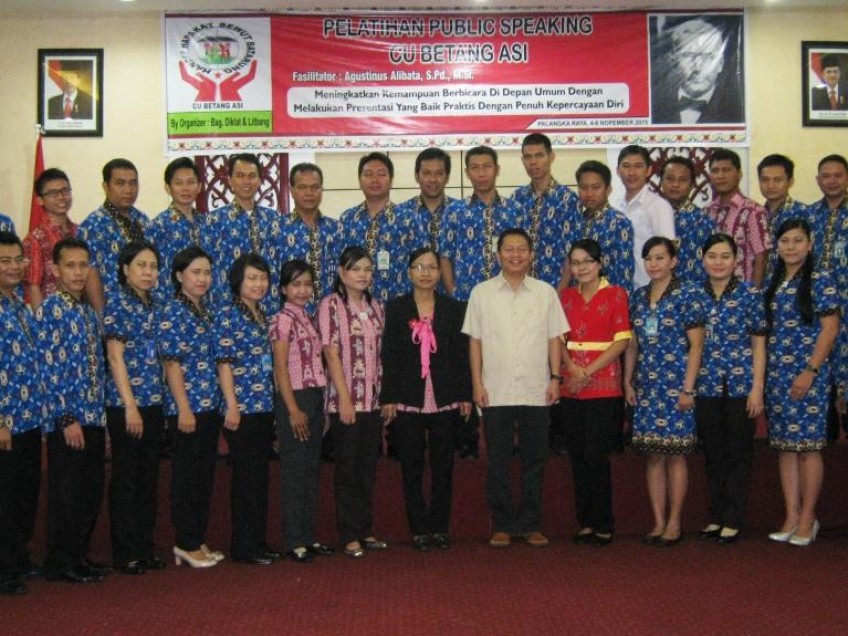 PELATIHAN PUBLIC SPEAKING
CU BETANG ASI
Fasilitator : Agustinus Alibata, S.Pd., M.Si.
Meningkatkan Kemampuan Berbicara Di Depan Umum Dengan
Melakukan Presentasi Yang Baik Praktis Dengan Penuh Kepercayaan Diri
PALANGKA RAYA, 4-6 NOPEMBER 2013
CU BETANG ASI
By Organizer : Bag. Diklat & Litbang